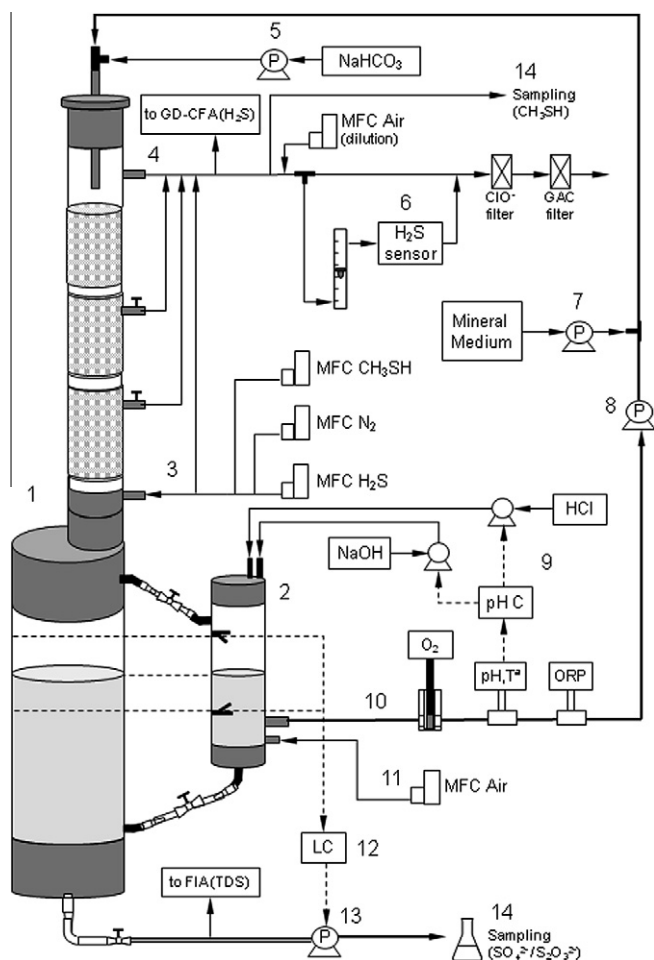 5
P
NaHCO₃
14
Sampling
(CH₃SH)
to GD-CFA(H₂S)
MFC Air
(dilution)
4
ClO⁻
filter
GAC
filter
6
H₂S
sensor
7
Mineral
Medium
P
MFC CH₃SH
8
P
MFC N₂
3
MFC H₂S
1
HCl
NaOH
9
2
pH C
O₂
pH,Tª
ORP
10
11
MFC Air
LC
12
to FIA(TDS)
13
P
14
Sampling
(SO₄²⁻/S₂O₃²⁻)